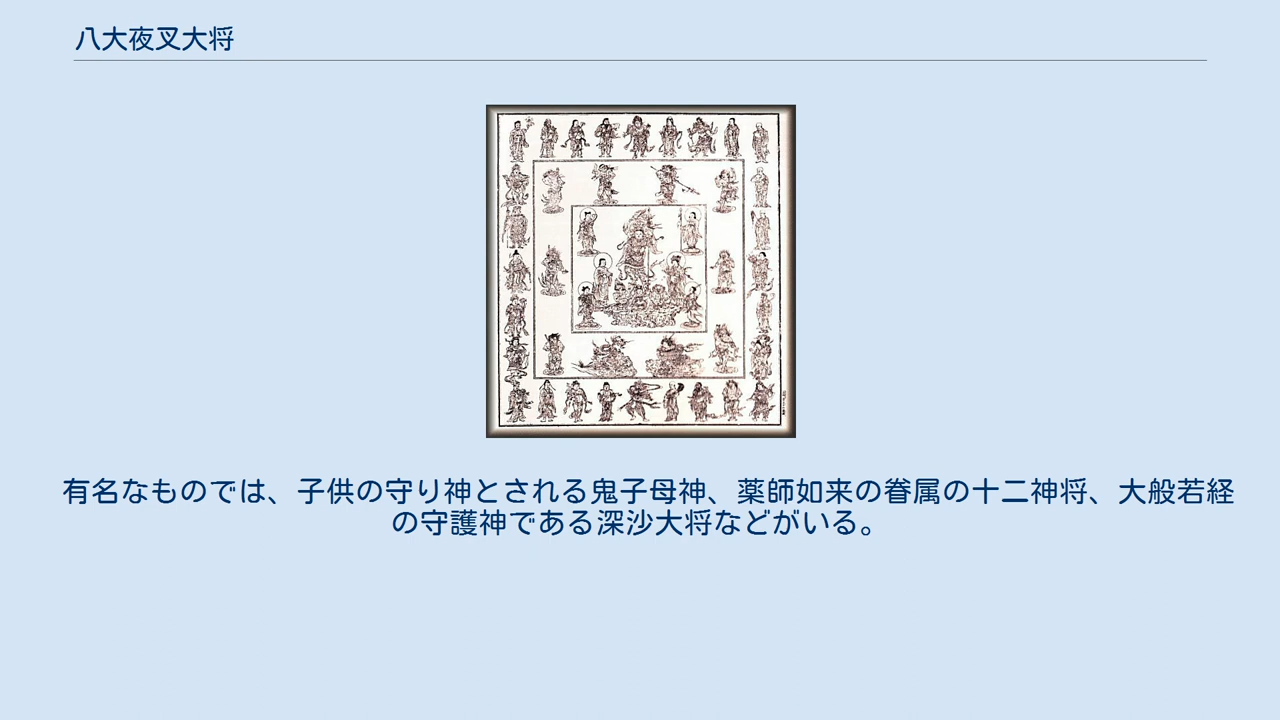 八大夜叉大将
有名なものでは、子供の守り神とされる鬼子母神、薬師如来の眷属の十二神将、大般若経
の守護神である深沙大将などがいる。